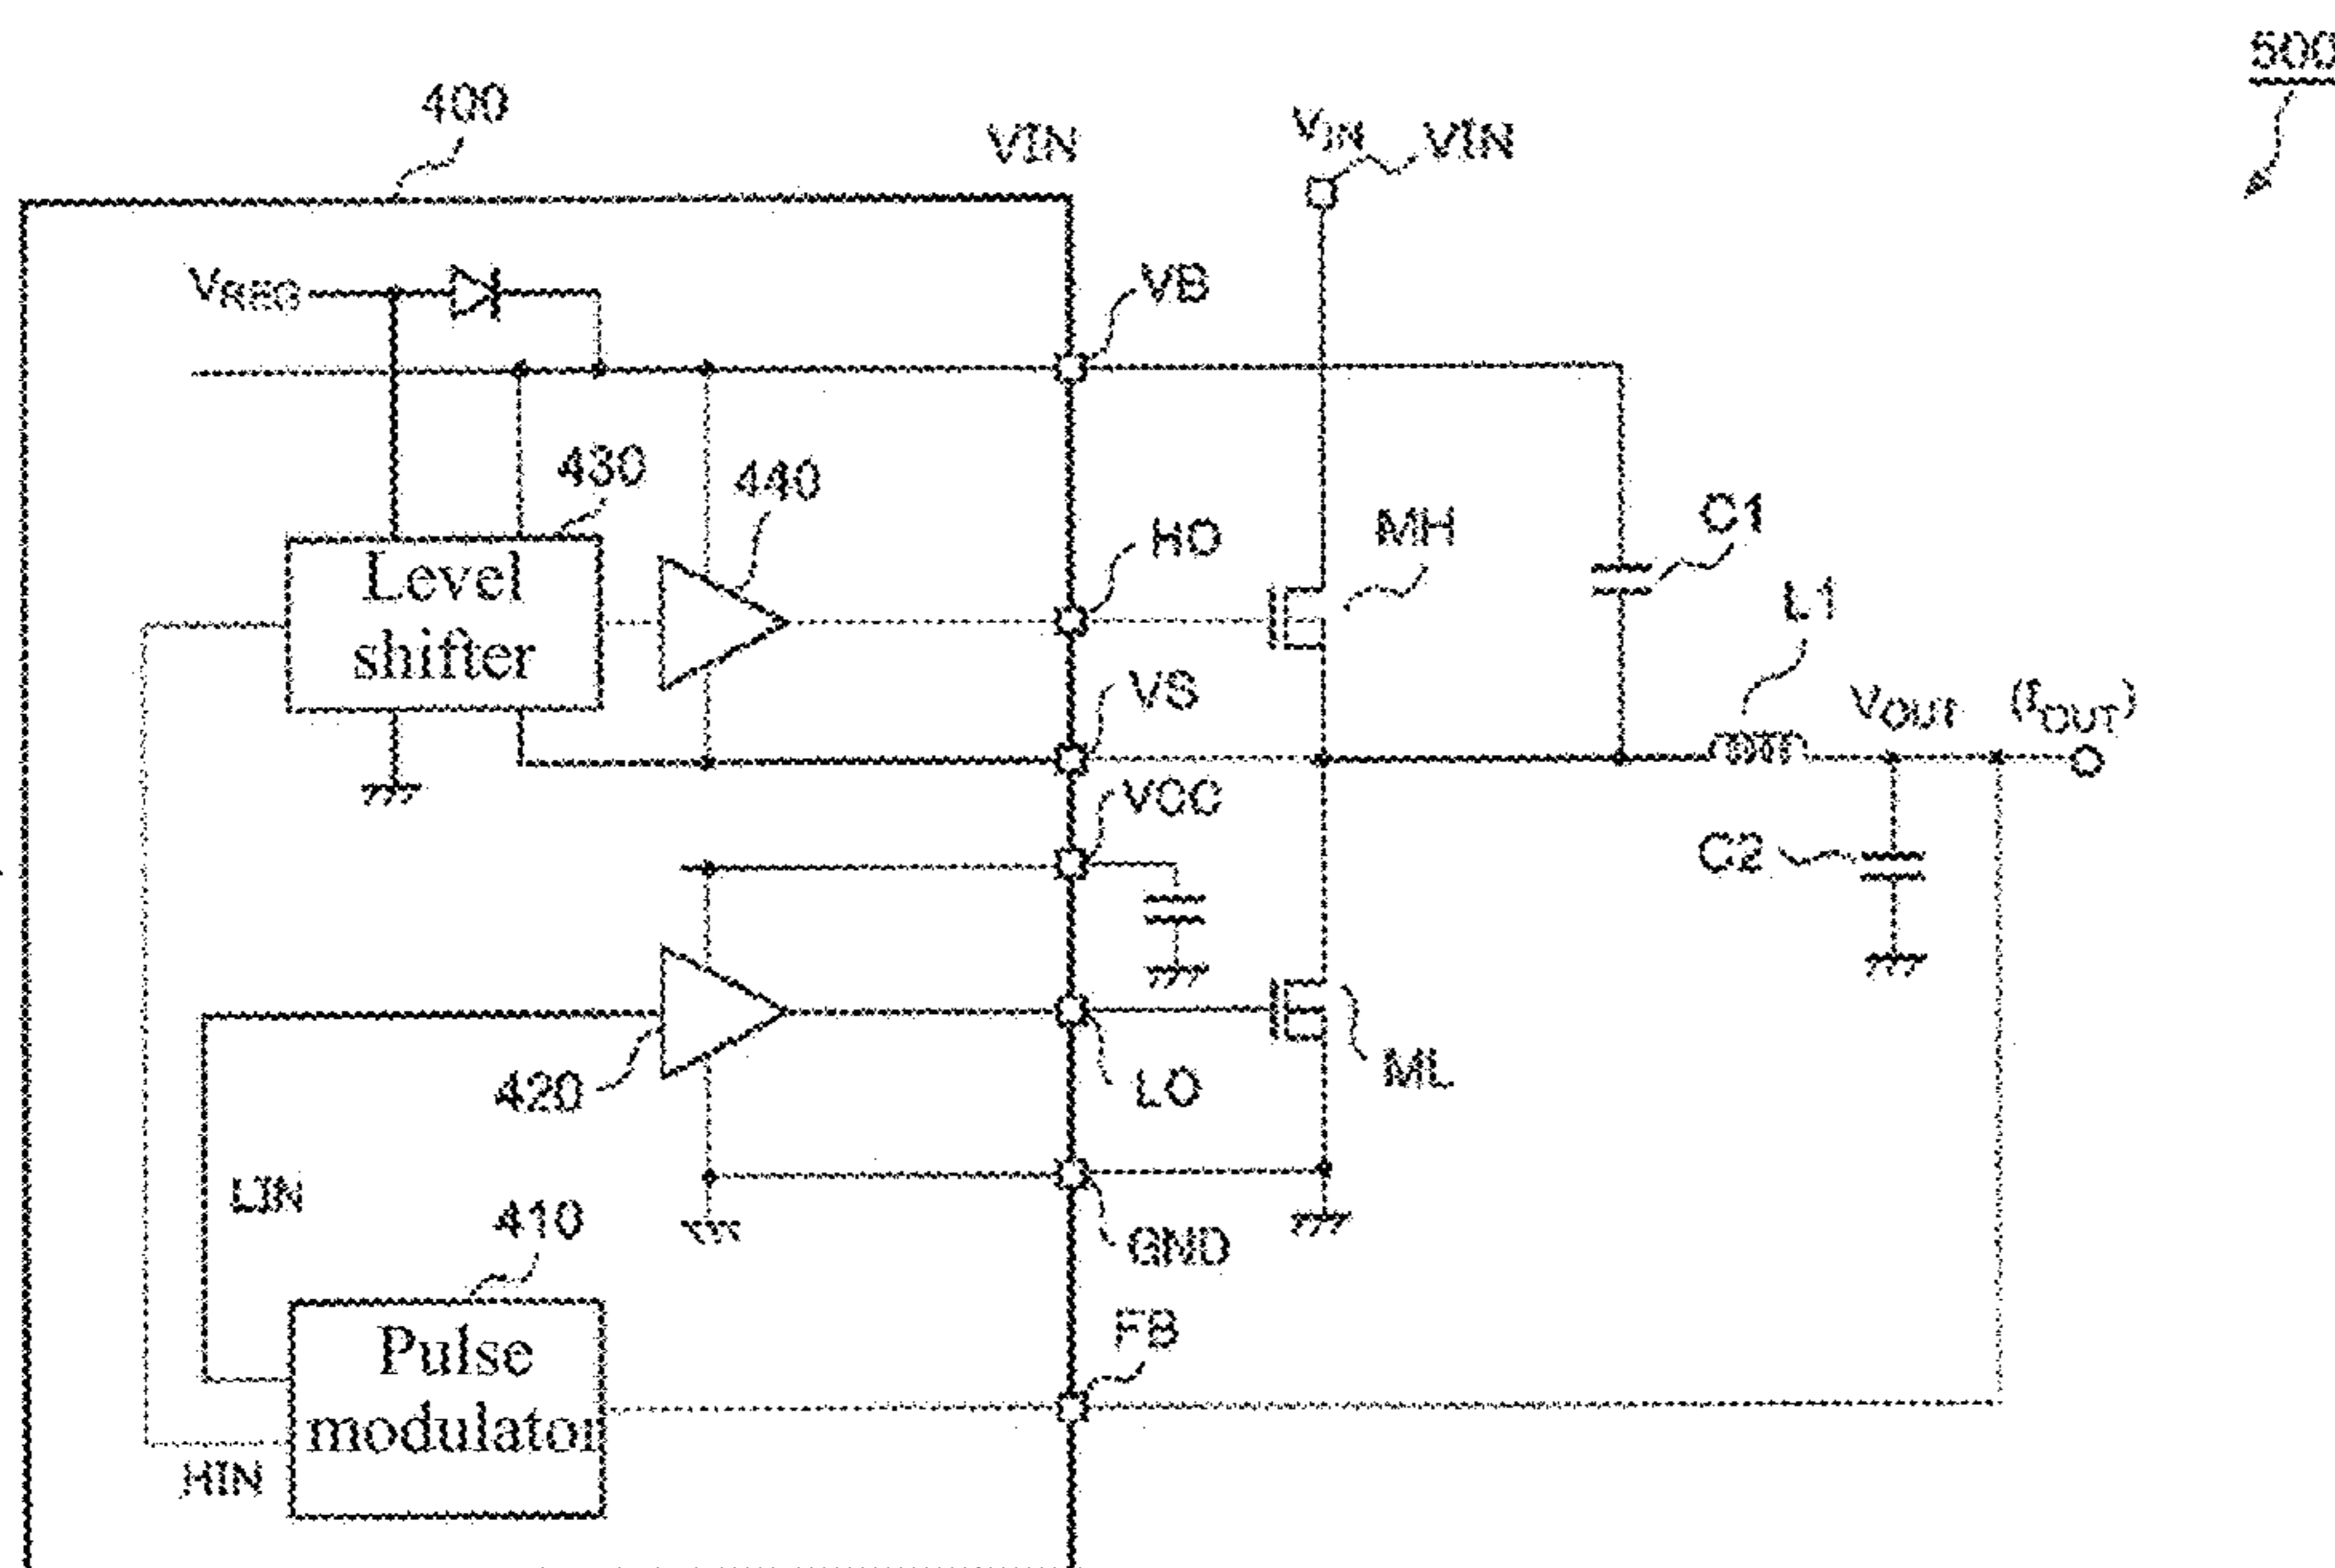 500
400
VIN
VIN
VIN
VREG
VB
430
440
HO
MH
C1
Level
shifter
L1
VS
VOUT (IOUT)
VCC
C2
420
LO
ML
LIN
410
GND
FB
Pulse
modulator
HIN